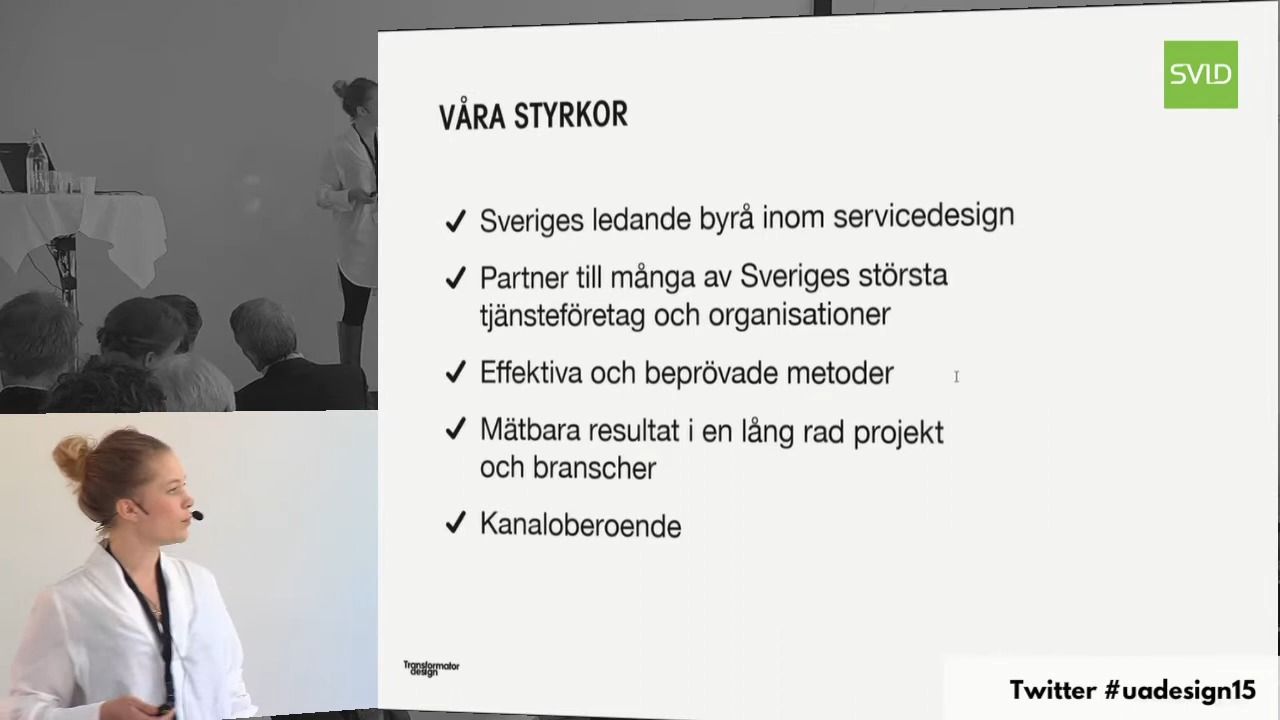 SVID
VÅRA STYRKOR
✓ Sveriges ledande byrå inom servicedesign
✓ Partner till många av Sveriges största
tjänsteföretag och organisationer
✓ Effektiva och beprövade metoder
✓ Mätbara resultat i en lång rad projekt
och branscher
✓ Kanaloberoende
Transformator
design
Twitter #uadesign15